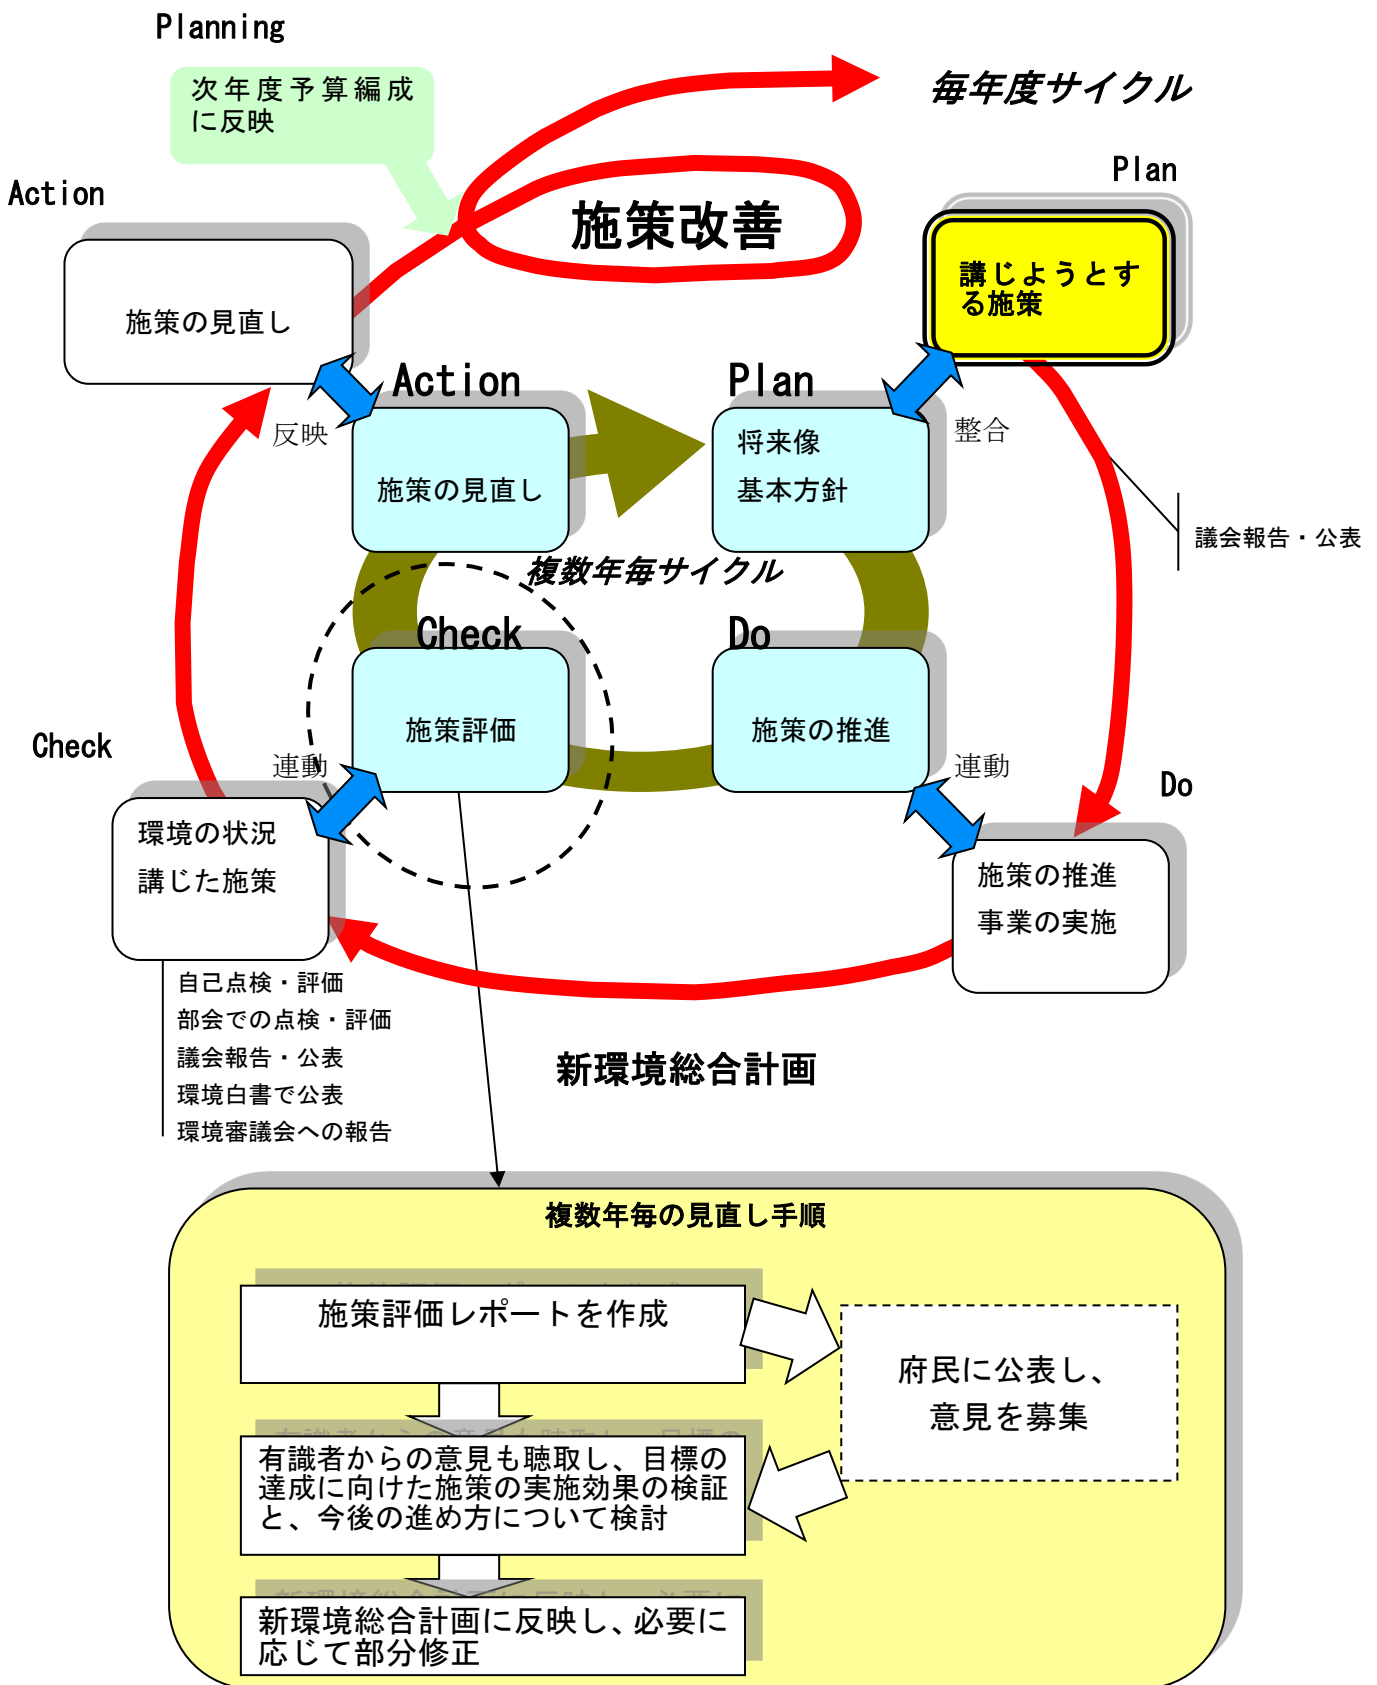 Planning
次年度予算編成
に反映
毎年度サイクル
Plan
Action
施策改善
講じようとす
る施策
施策の見直し
Action
Plan
反映
整合
将来像
基本方針
施策の見直し
議会報告・公表
複数年毎サイクル
Check
Do
施策評価
施策の推進
Check
連動
連動
Do
環境の状況
講じた施策
施策の推進
事業の実施
自己点検・評価
部会での点検・評価
議会報告・公表
環境白書で公表
環境審議会への報告
新環境総合計画
複数年毎の見直し手順
施策評価レポートを作成
府民に公表し、
意見を募集
有識者からの意見も聴取し、目標の
達成に向けた施策の実施効果の検証
と、今後の進め方について検討
新環境総合計画に反映し、必要に
応じて部分修正